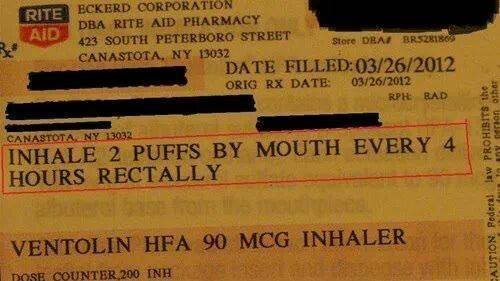 RITE
AID
ECKERD CORPORATION
DBA RITE AID PHARMACY
423 SOUTH PETERBORO STREET
CANASTOTA, NY 13032
Store DEA# BR5281869
Rx#
DATE FILLED: 03/26/2012
ORIG RX DATE: 03/26/2012
RPH: RAD
CANASTOTA, NY 13032
INHALE 2 PUFFS BY MOUTH EVERY 4
HOURS RECTALLY
VENTOLIN HFA 90 MCG INHALER
DOSE COUNTER,200 INH
CAUTION Federal law PROHIBITS the